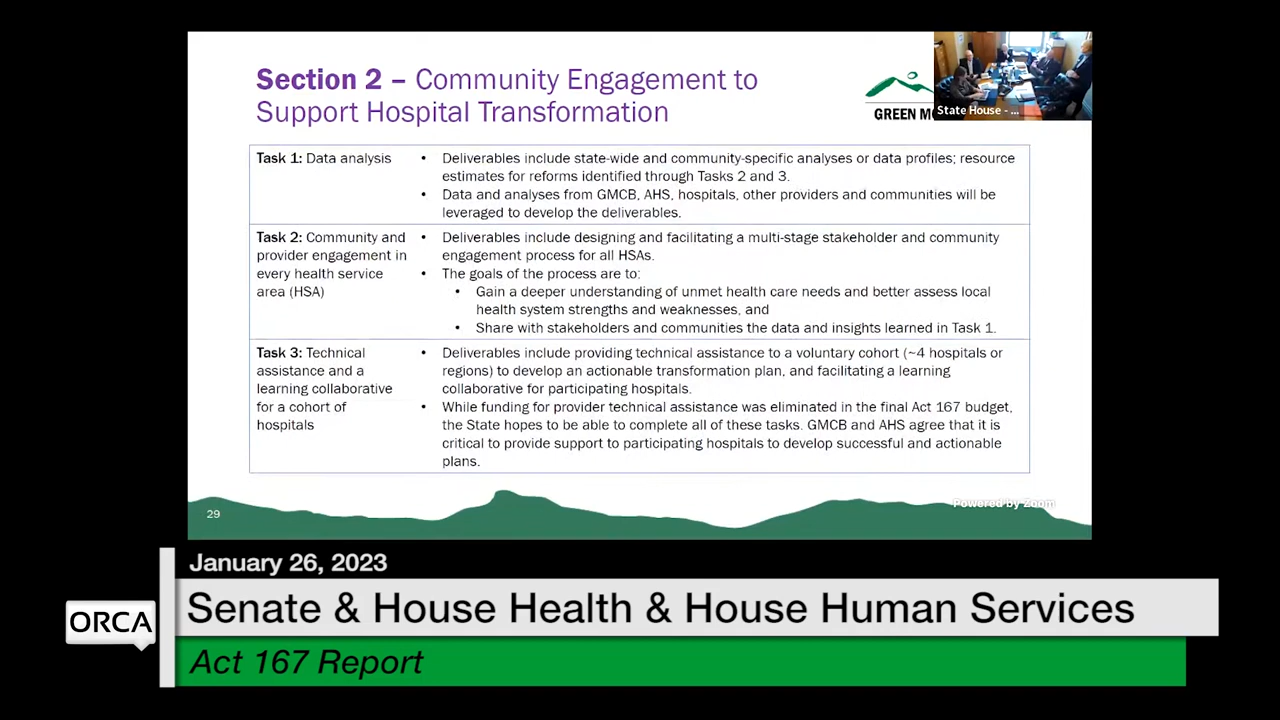 Section 2 – Community Engagement to
Support Hospital Transformation
GREEN MO
State House - ...
Task 1: Data analysis
• Deliverables include state-wide and community-specific analyses or data profiles; resource
estimates for reforms identified through Tasks 2 and 3.
• Data and analyses from GMCB, AHS, hospitals, other providers and communities will be
leveraged to develop the deliverables.
Task 2: Community and
provider engagement in
every health service
area (HSA)
• Deliverables include designing and facilitating a multi-stage stakeholder and community
engagement process for all HSAs.
• The goals of the process are to:
• Gain a deeper understanding of unmet health care needs and better assess local
health system strengths and weaknesses, and
• Share with stakeholders and communities the data and insights learned in Task 1.
Task 3: Technical
assistance and a
learning collaborative
for a cohort of
hospitals
• Deliverables include providing technical assistance to a voluntary cohort (~4 hospitals or
regions) to develop an actionable transformation plan, and facilitating a learning
collaborative for participating hospitals.
• While funding for provider technical assistance was eliminated in the final Act 167 budget,
the State hopes to be able to complete all of these tasks. GMCB and AHS agree that it is
critical to provide support to participating hospitals to develop successful and actionable
plans.
29
Powered by Zoom
January 26, 2023
ORCA
Senate & House Health & House Human Services
Act 167 Report